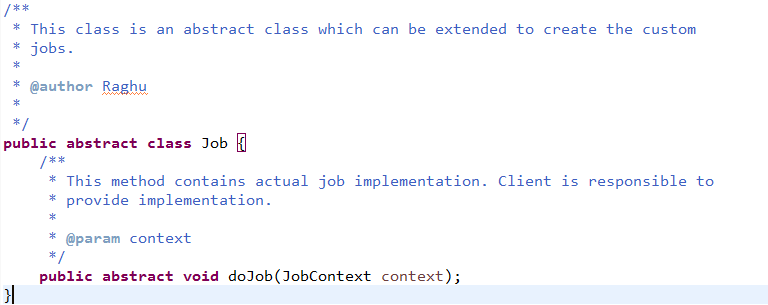 /**
 * This class is an abstract class which can be extended to create the custom
 * jobs.
 *
 * @author Raghu
 *
 */
public abstract class Job {
    /**
     * This method contains actual job implementation. Client is responsible to
     * provide implementation.
     *
     * @param context
     */
    public abstract void doJob(JobContext context);
}